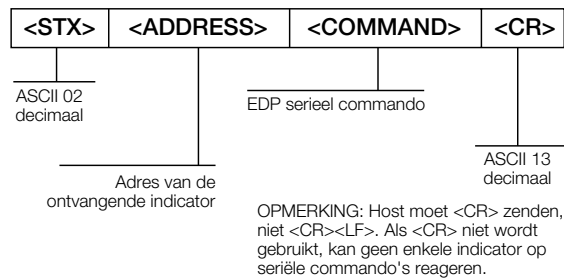 <STX> <ADDRESS> <COMMAND> <CR>
ASCII 02
decimaal
EDP serieel commando
Adres van de
ontvangende indicator
ASCII 13
decimaal
OPMERKING: Host moet <CR> zenden,
niet <CR><LF>. Als <CR> niet wordt
gebruikt, kan geen enkele indicator op
seriële commando's reageren.